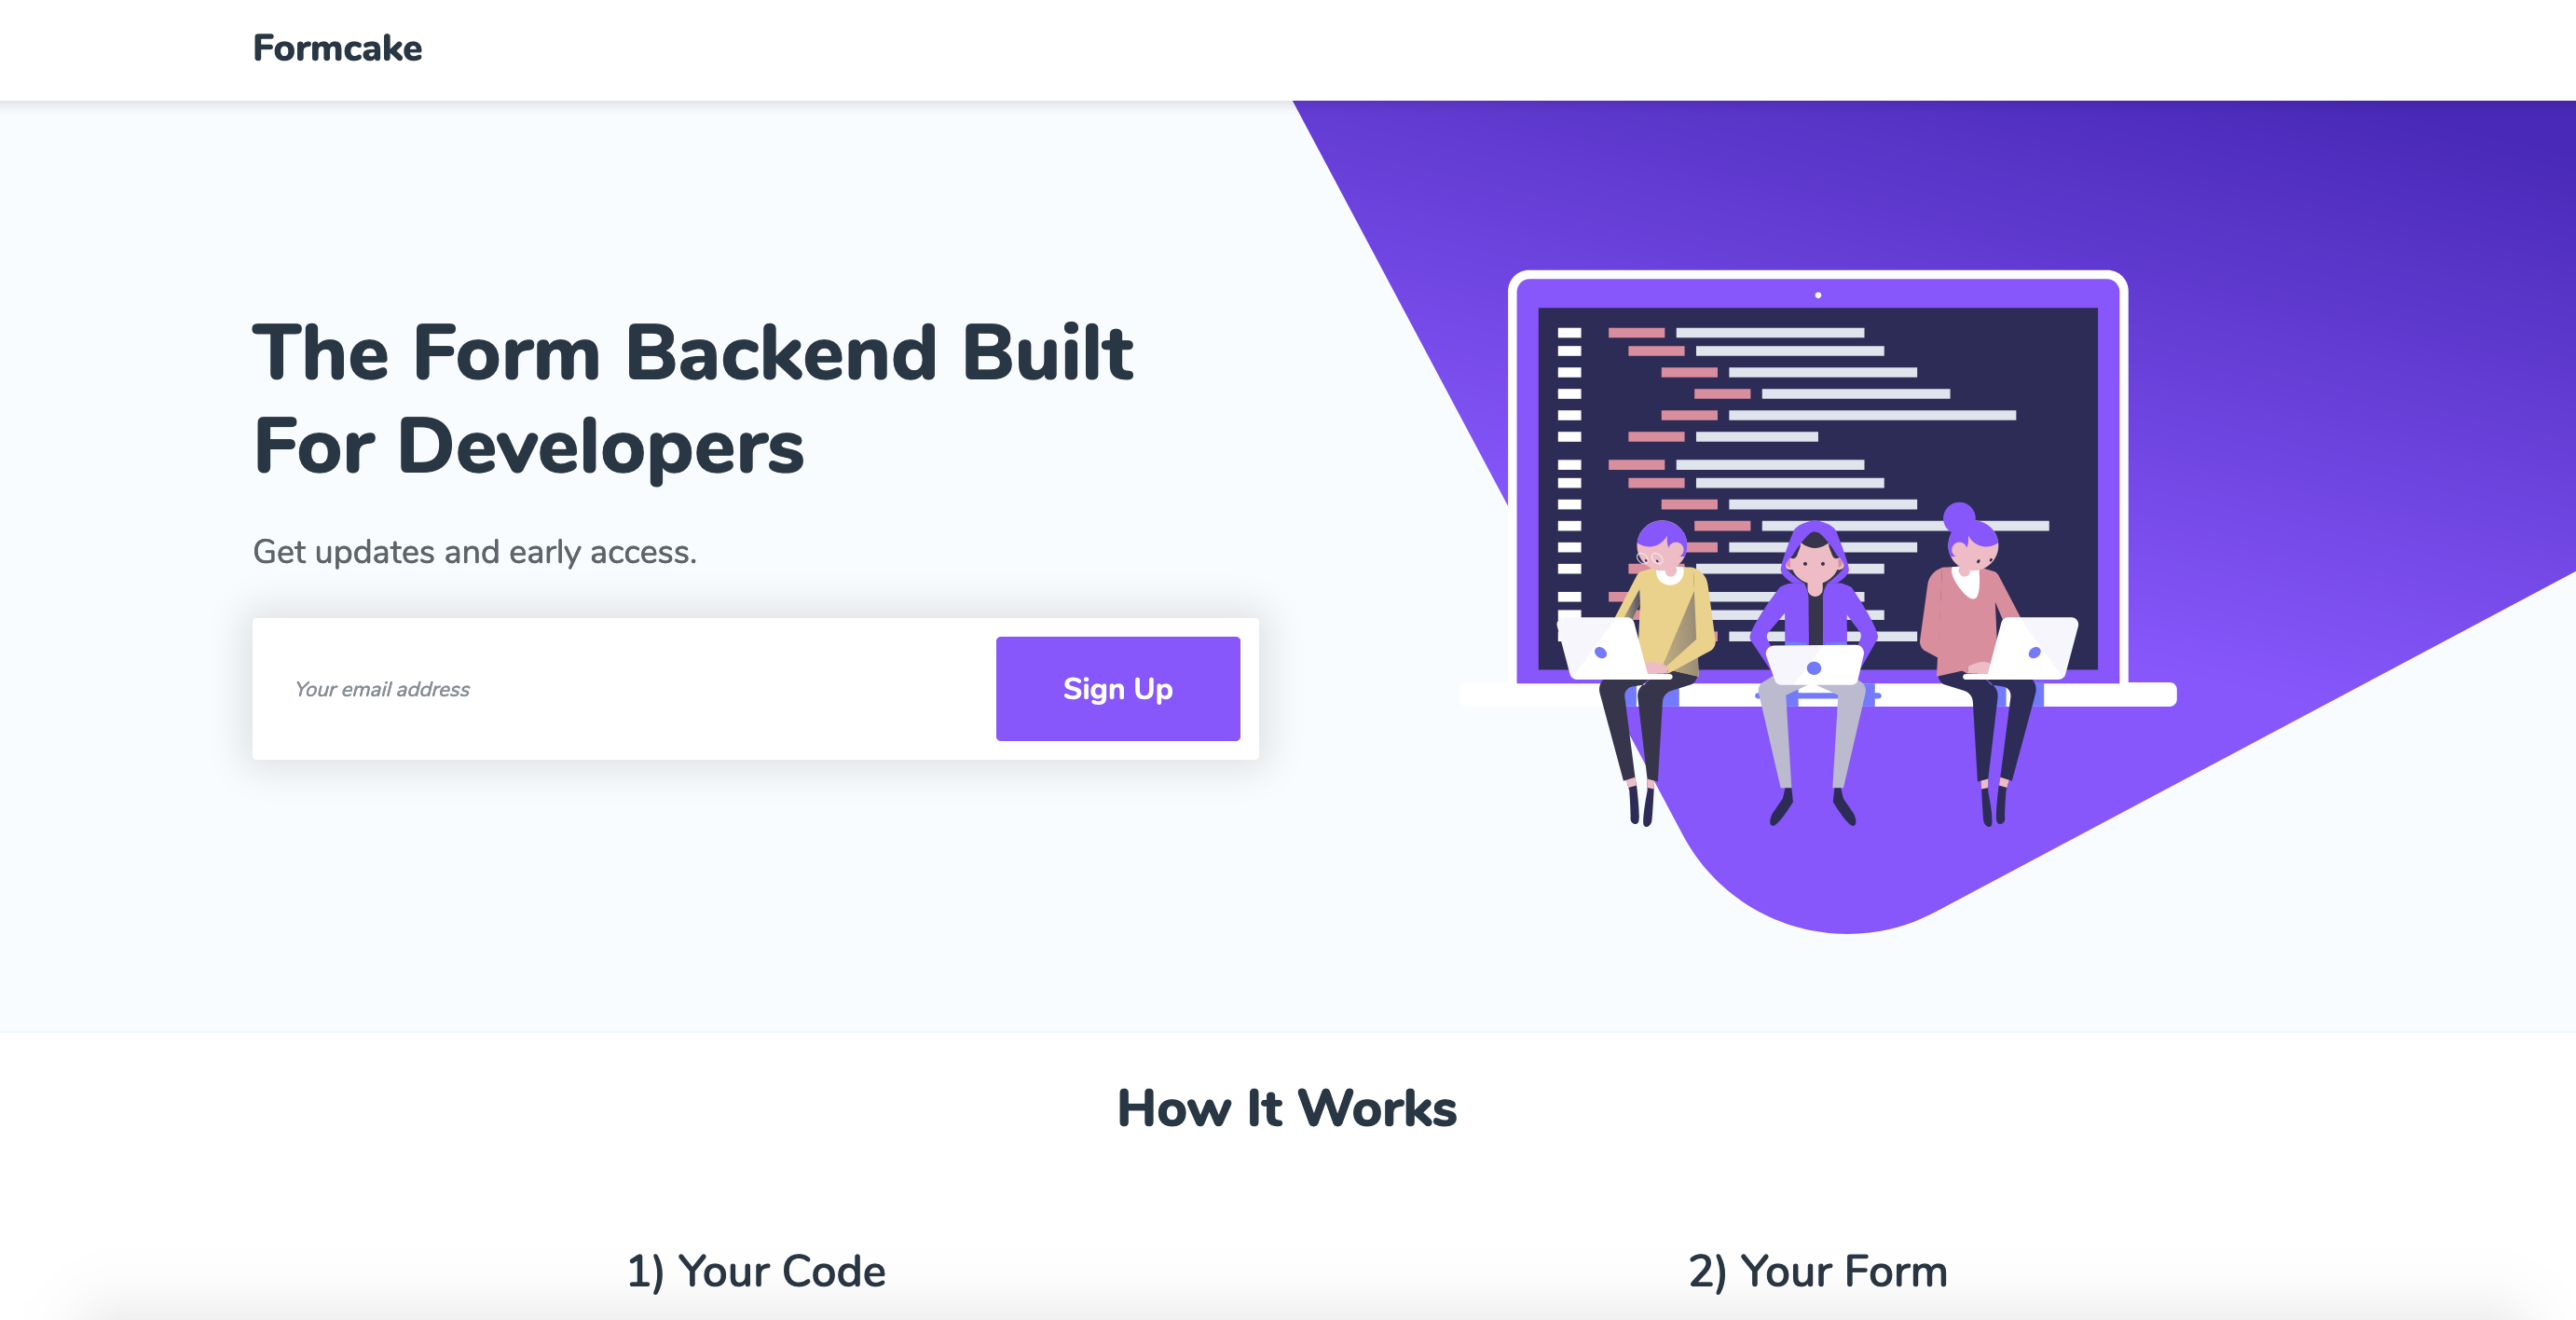 Formcake
The Form Backend Built
For Developers
Get updates and early access.
Your email address
Sign Up
How It Works
1) Your Code
2) Your Form